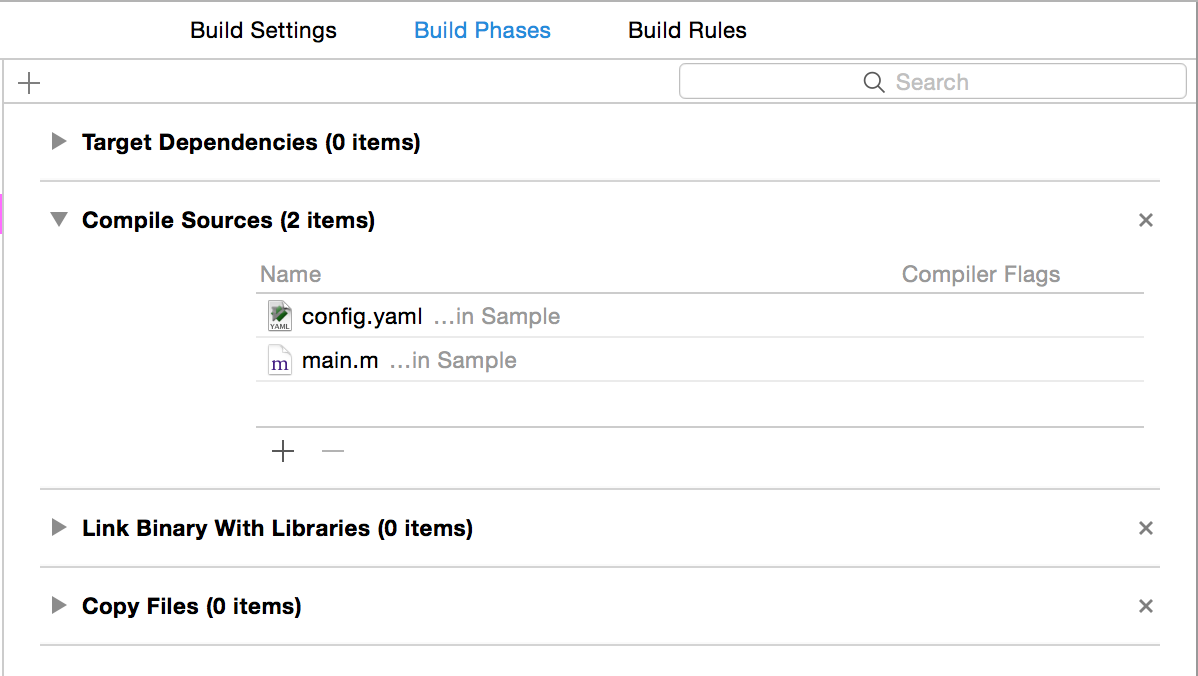 Build Settings Build Phases Build Rules
Search
Target Dependencies (0 items)
Compile Sources (2 items)
Name Compiler Flags
YAML config.yaml ...in Sample
m main.m ...in Sample
Link Binary With Libraries (0 items)
Copy Files (0 items)